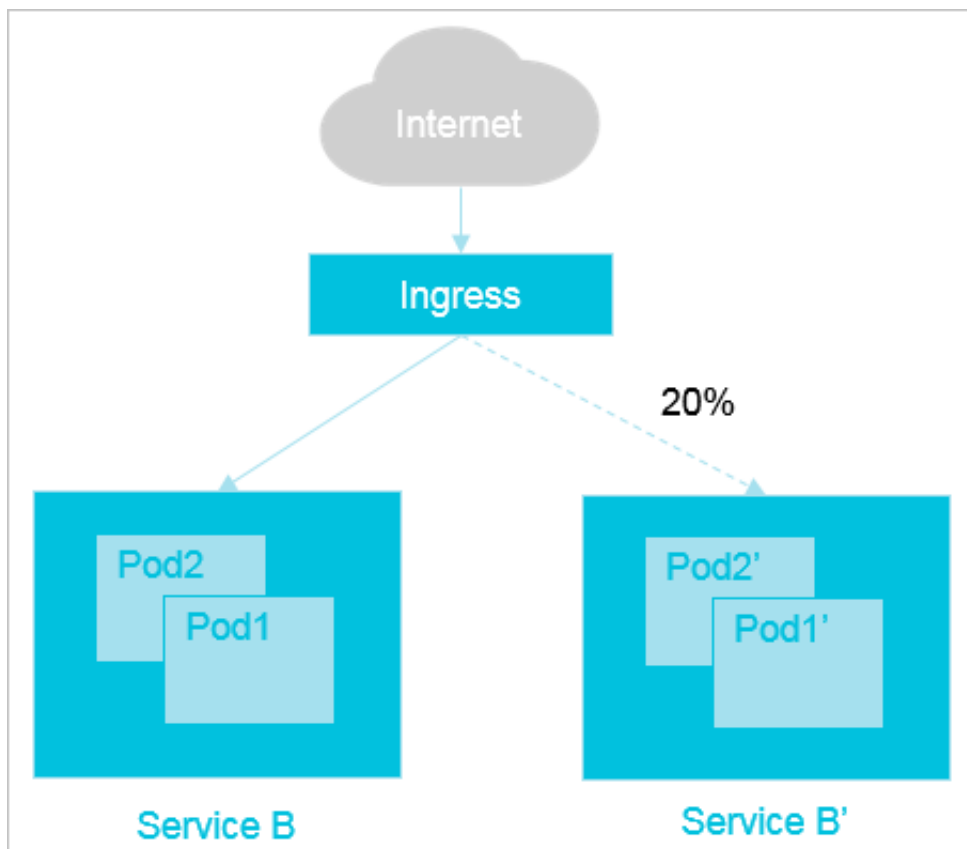 Internet
Ingress
20%
Pod2
Pod1
Pod2’
Pod1’
Service B
Service B’